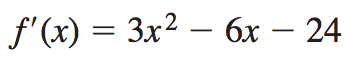 f′(x) = 3x² − 6x − 24